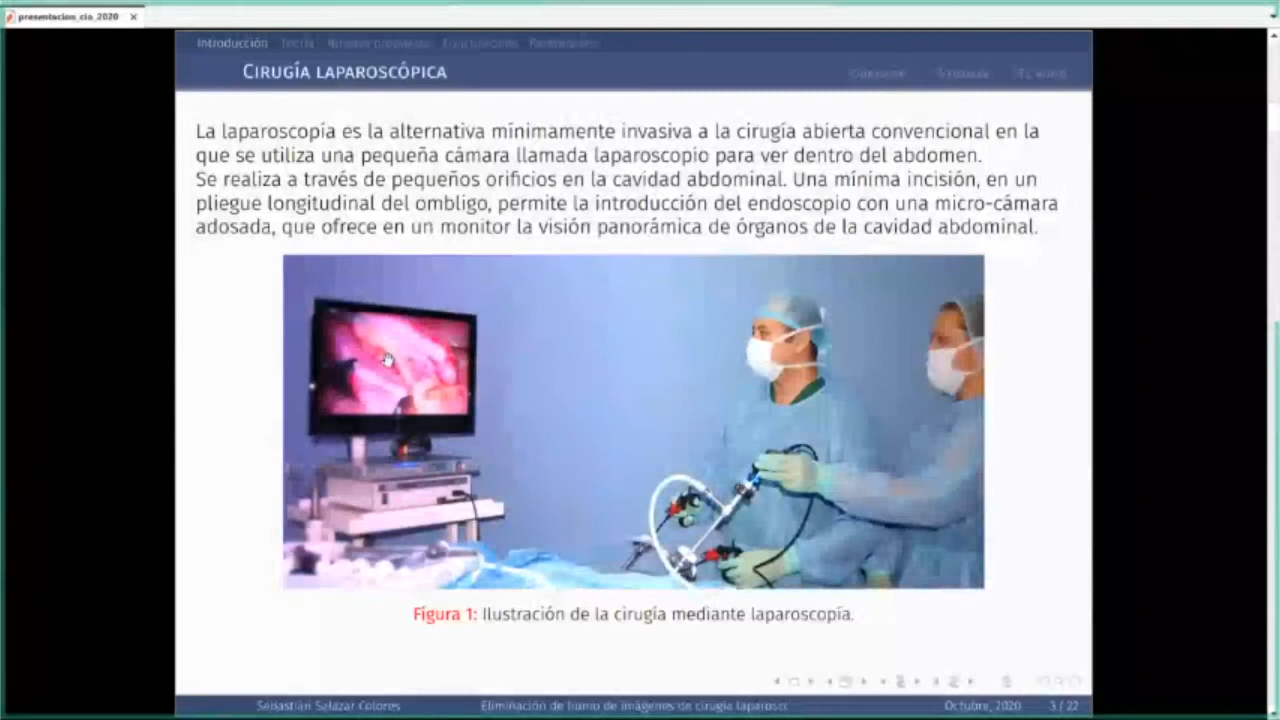 presentacion_cio_2020
Introducción Teoría Conclusiones
CIRUGÍA LAPAROSCÓPICA
La laparoscopía es la alternativa mínimamente invasiva a la cirugía abierta convencional en la
que se utiliza una pequeña cámara llamada laparoscopio para ver dentro del abdomen.
Se realiza a través de pequeños orificios en la cavidad abdominal. Una mínima incisión, en un
pliegue longitudinal del ombligo, permite la introducción del endoscopio con una micro-cámara
adosada, que ofrece en un monitor la visión panorámica de órganos de la cavidad abdominal.
Figura 1: Ilustración de la cirugía mediante laparoscopía.
Sebastián Salazar Colores Eliminación de humo de imágenes de cirugía laparosc Octubre, 2020 3 / 22